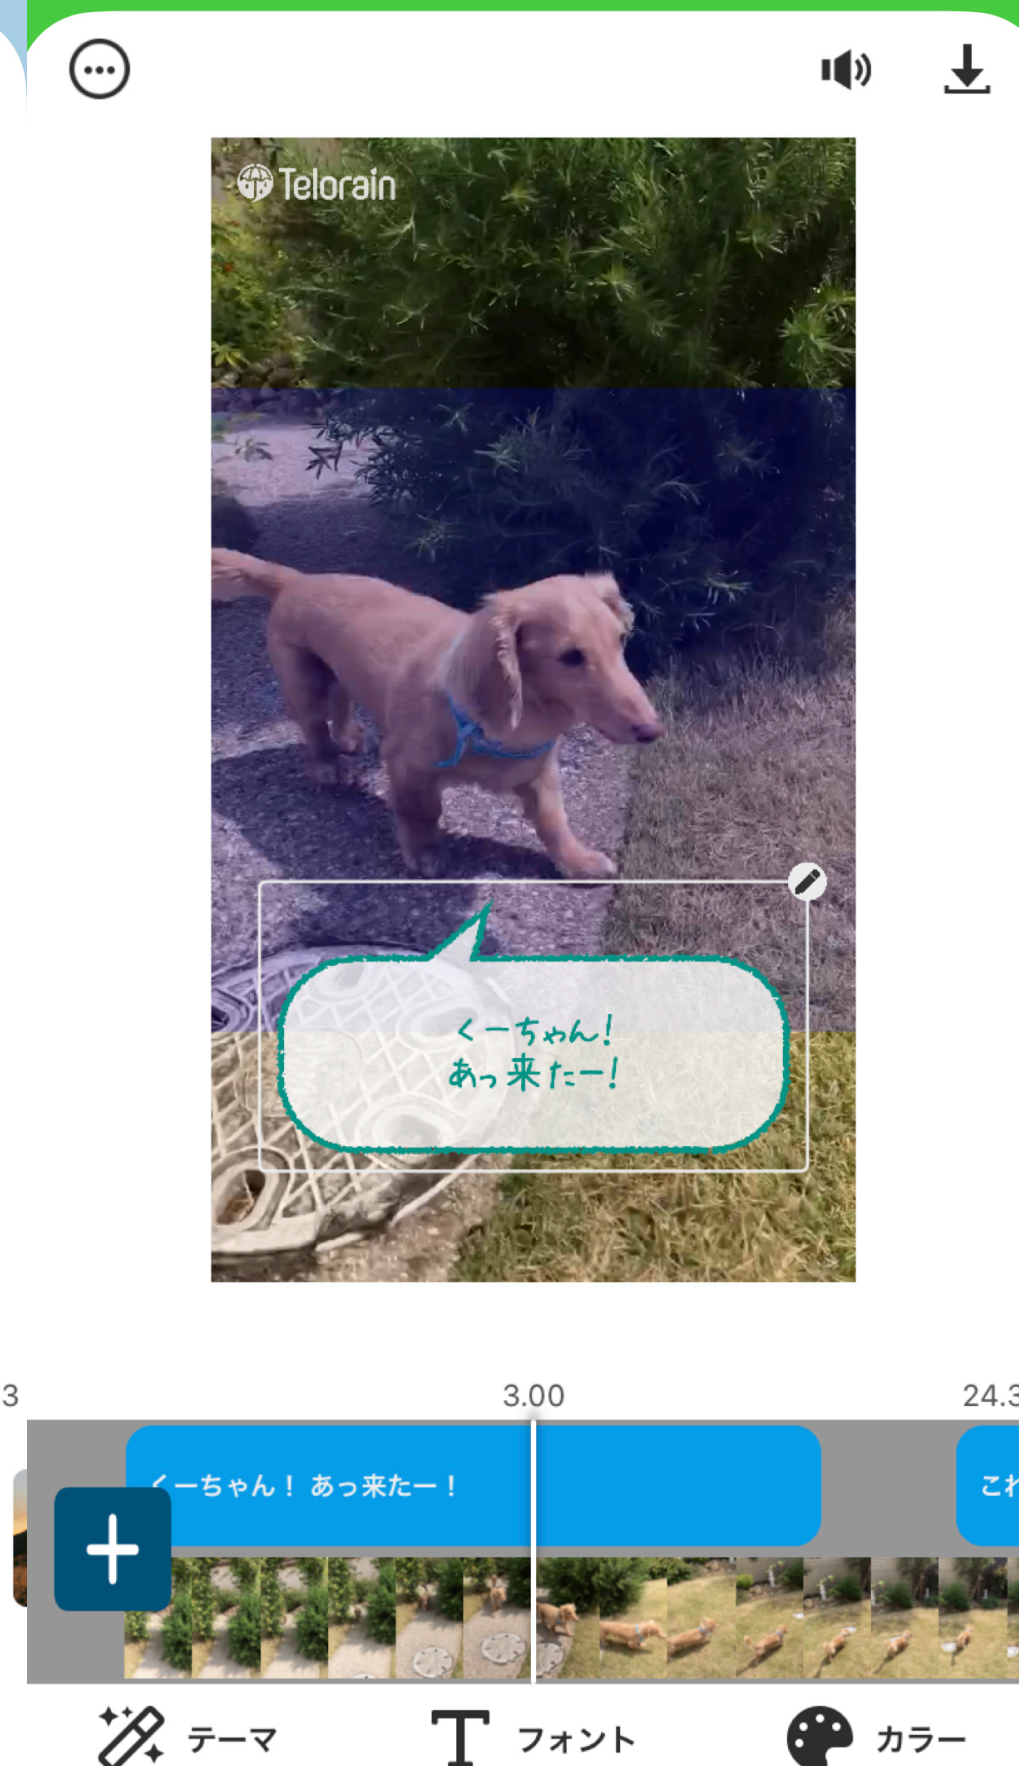 Telorain
くーちゃん!
あっ来たー!
3
3.00
24.3
くーちゃん！ あっ来たー！
これ
テーマ
フォント
カラー